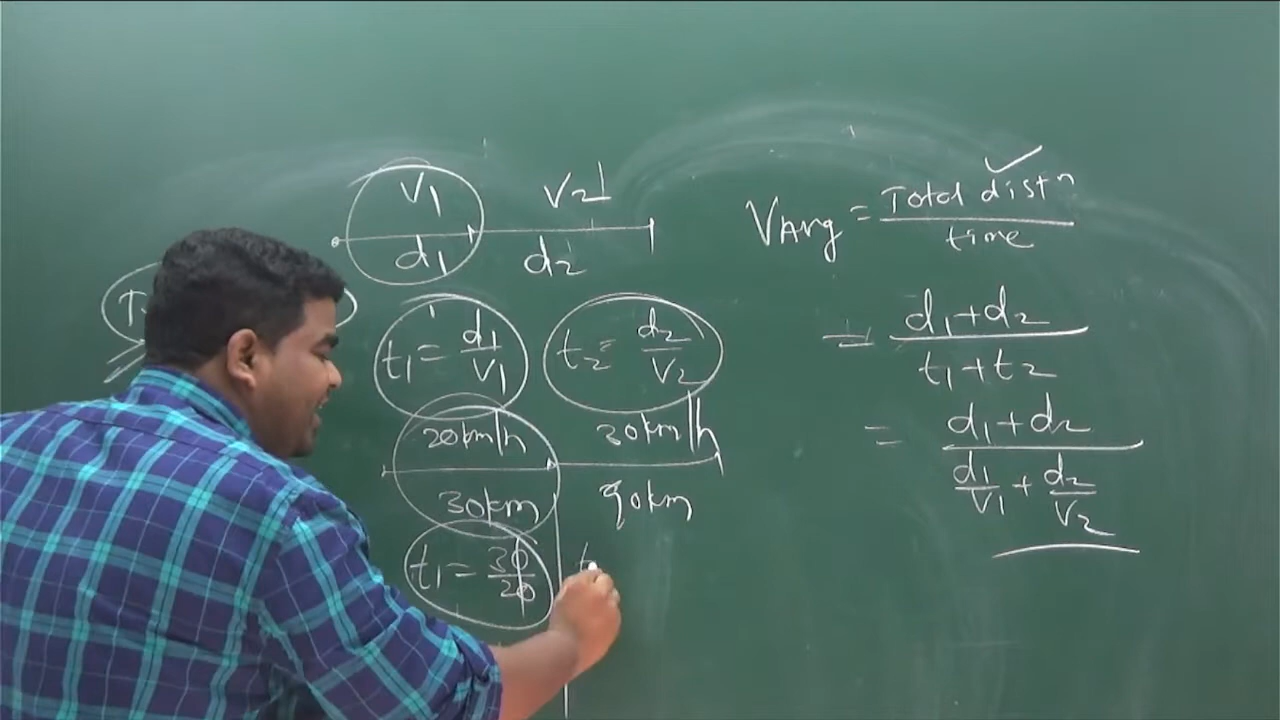 V1 V2
d1 d2
t1 = d1/V1 t2 = d2/V2
20km/h 30km/h
30km 90km
t1 = 30/20 t
VAvg = Total distn/time
= d1+d2/t1+t2
= d1+d2/d1/V1 + d2/V2